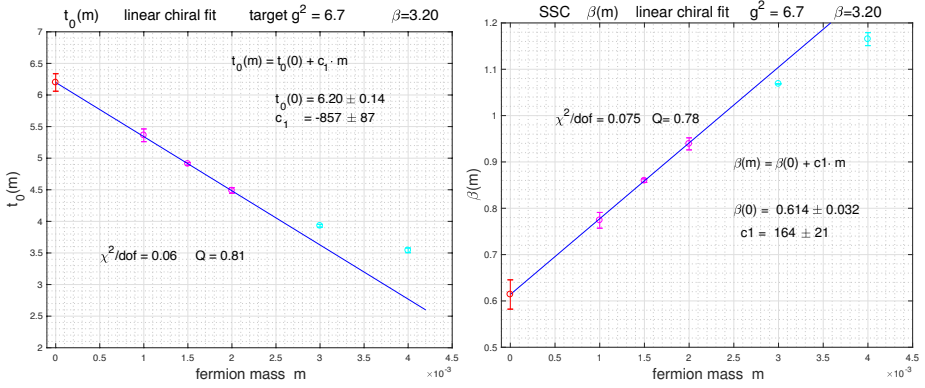 t₀(m) linear chiral fit target g² = 6.7 β=3.20
t₀(m) = t₀(0) + c₁· m
t₀(0) = 6.20 ± 0.14
c₁ = -857 ± 87
χ²/dof = 0.06 Q = 0.81
t₀(m)
7
6.5
6
5.5
5
4.5
4
3.5
3
2.5
2
0 0.5 1 1.5 2 2.5 3 3.5 4 4.5
×10⁻³
fermion mass m
SSC β(m) linear chiral fit g² = 6.7 β=3.20
χ²/dof = 0.075 Q= 0.78
β(m) = β(0) + c1· m
β(0) = 0.614 ± 0.032
c1 = 164 ± 21
β(m)
1.2
1.1
1
0.9
0.8
0.7
0.6
0.5
0 0.5 1 1.5 2 2.5 3 3.5 4 4.5
×10⁻³
fermion mass m